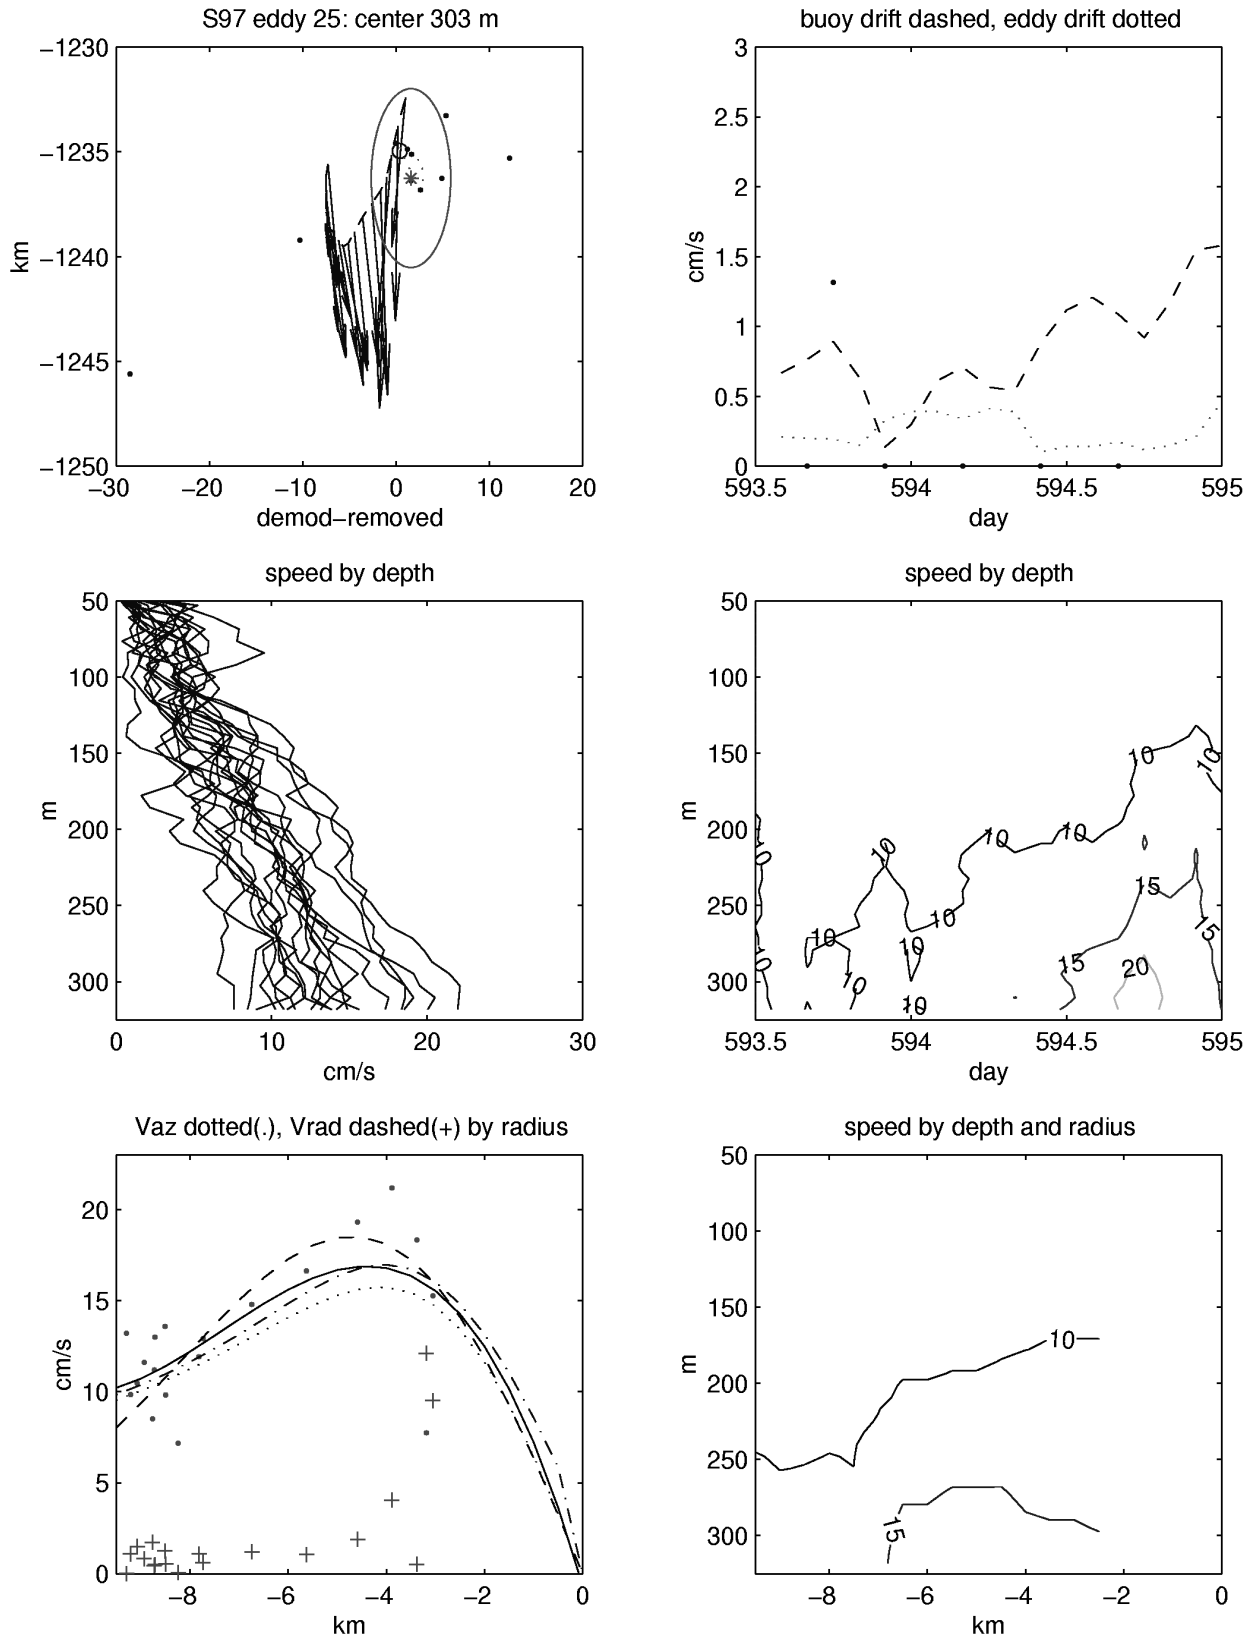 S97 eddy 25: center 303 m
−1230
−1235
−1240
−1245
−1250
km
−30 −20 −10 0 10 20
demod−removed
buoy drift dashed, eddy drift dotted
3
2.5
2
1.5
1
0.5
0
cm/s
593.5 594 594.5 595
day
speed by depth
50
100
150
200
250
300
m
0 10 20 30
cm/s
speed by depth
50
100
150
200
250
300
m
10 10
10 10 10
10
10 10 10 15 15
10 10 15 20
10
593.5 594 594.5 595
day
Vaz dotted(.), Vrad dashed(+) by radius
20
15
10
5
0
cm/s
−8 −6 −4 −2 0
km
speed by depth and radius
50
100
150
200
250
300
m
10
15
−8 −6 −4 −2 0
km